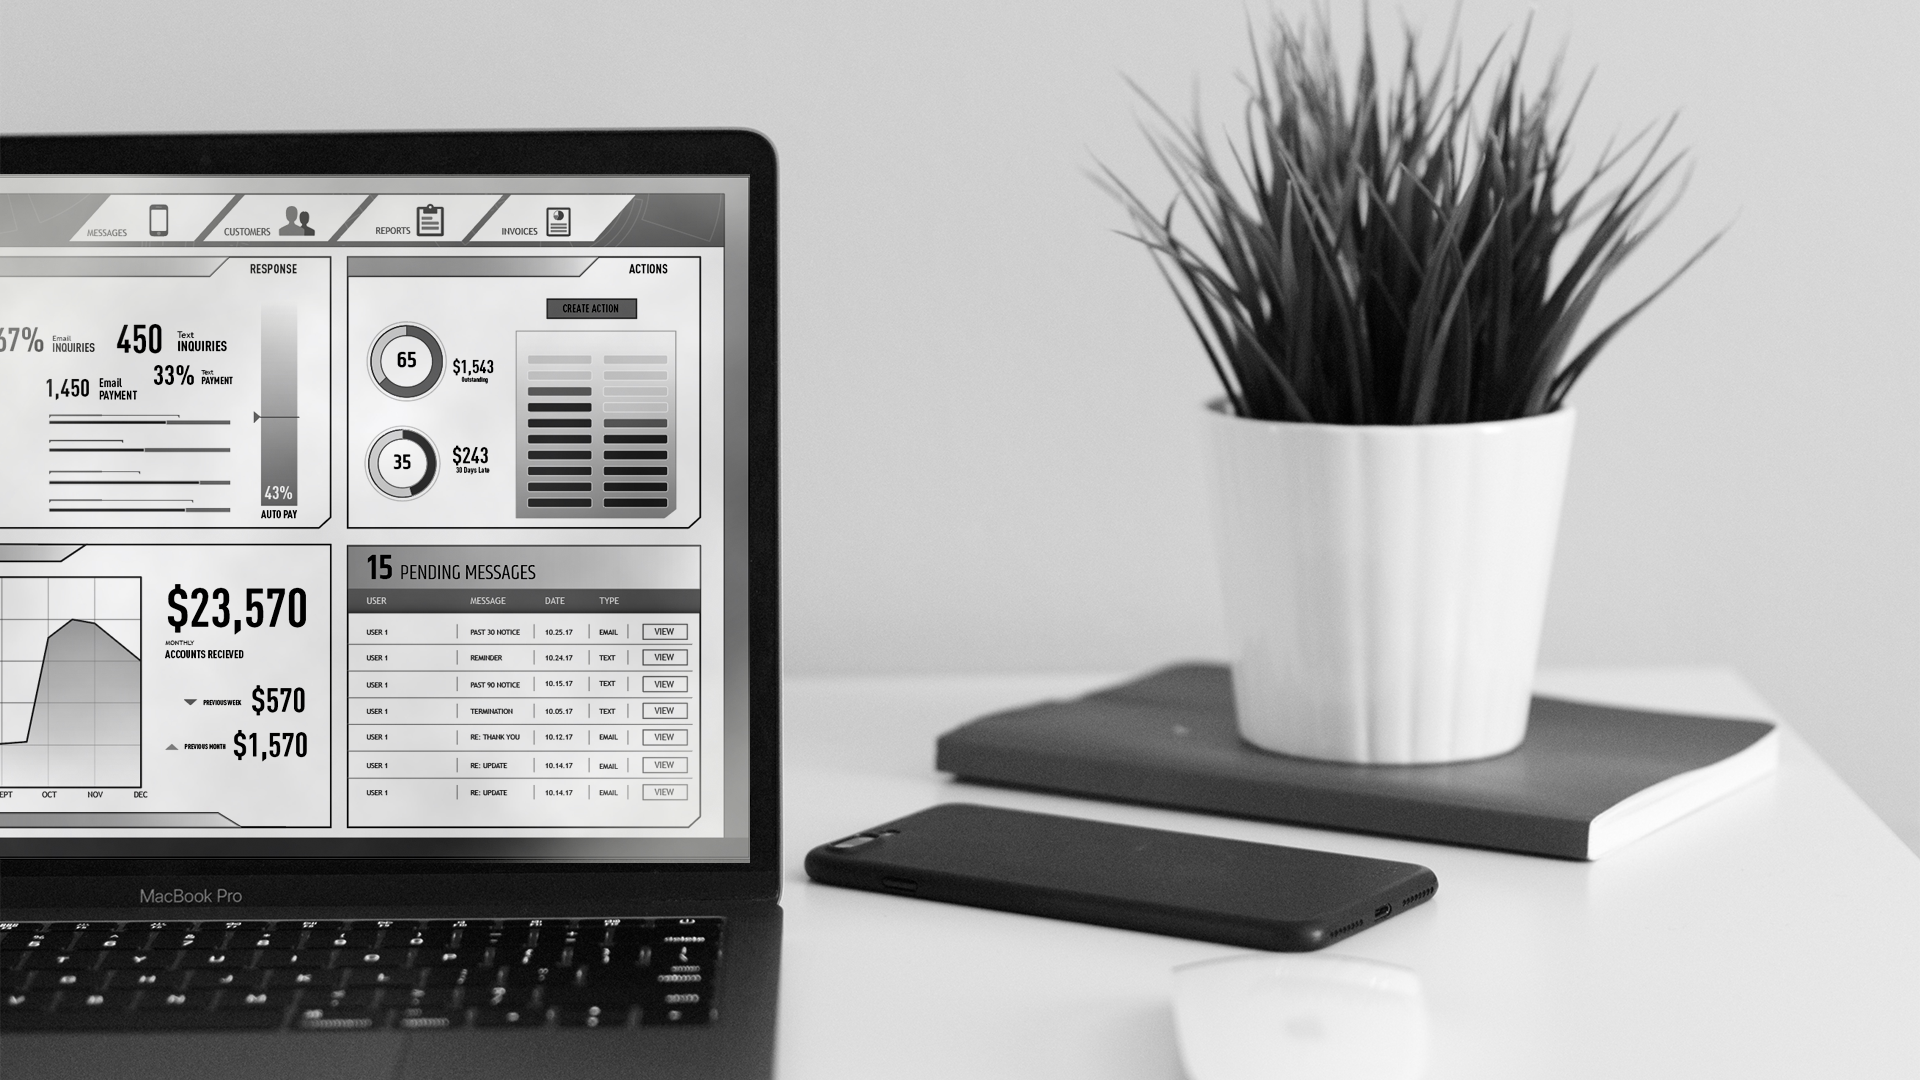 MESSAGES
CUSTOMERS
REPORTS
INVOICES
RESPONSE
67% Email INQUIRIES
450 Text INQUIRIES
1,450 Email PAYMENT
33% Text PAYMENT
43%
AUTO PAY
ACTIONS
CREATE ACTION
65
$1,543
Outstanding
35
$243
30 Days Late
$23,570
MONTHLY
ACCOUNTS RECIEVED
PREVIOUS WEEK $570
PREVIOUS MONTH $1,570
EPT OCT NOV DEC
15 PENDING MESSAGES
USER MESSAGE DATE TYPE
USER 1 PAST 30 NOTICE 10.25.17 EMAIL VIEW
USER 1 REMINDER 10.24.17 TEXT VIEW
USER 1 PAST 90 NOTICE 10.15.17 TEXT VIEW
USER 1 TERMINATION 10.05.17 TEXT VIEW
USER 1 RE: THANK YOU 10.12.17 EMAIL VIEW
USER 1 RE: UPDATE 10.14.17 EMAIL VIEW
USER 1 RE: UPDATE 10.14.17 EMAIL VIEW
MacBook Pro